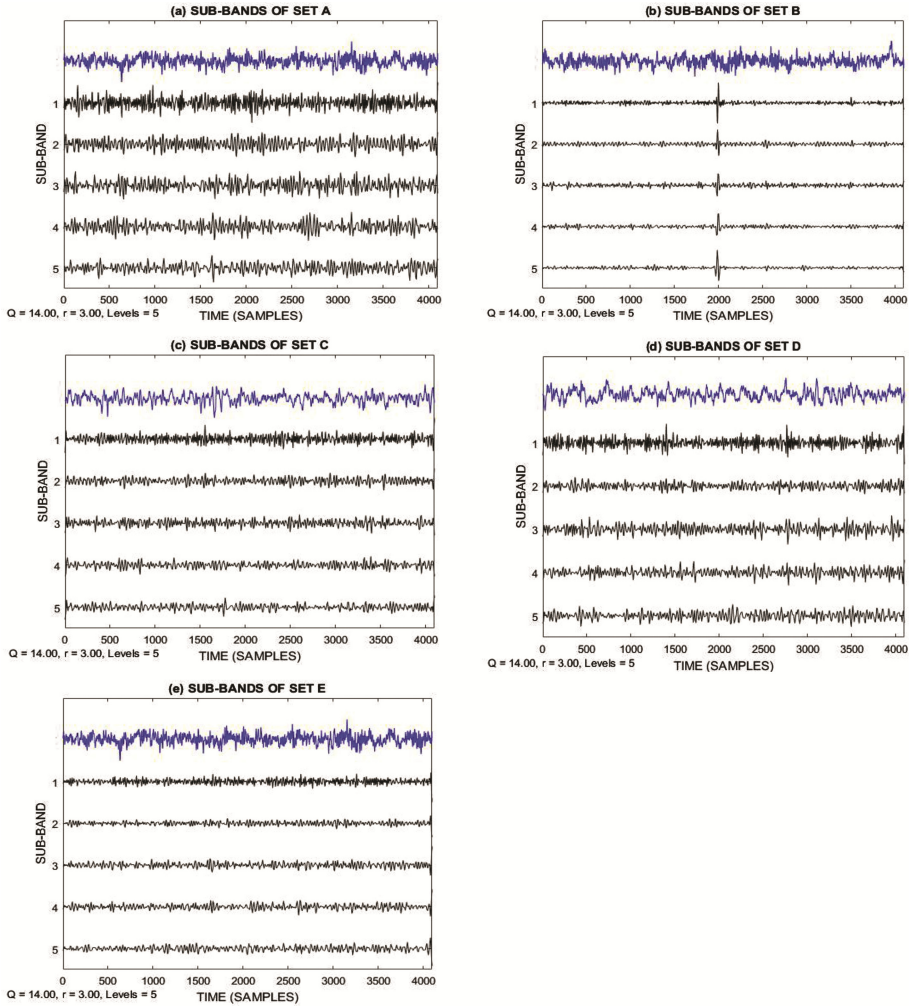 (a) SUB-BANDS OF SET A
SUB-BAND
1
2
3
4
5
0 500 1000 1500 2000 2500 3000 3500 4000
Q = 14.00, r = 3.00, Levels = 5
TIME (SAMPLES)
(b) SUB-BANDS OF SET B
SUB-BAND
1
2
3
4
5
0 500 1000 1500 2000 2500 3000 3500 4000
Q = 14.00, r = 3.00, Levels = 5
TIME (SAMPLES)
(c) SUB-BANDS OF SET C
SUB-BAND
1
2
3
4
5
0 500 1000 1500 2000 2500 3000 3500 4000
Q = 14.00, r = 3.00, Levels = 5
TIME (SAMPLES)
(d) SUB-BANDS OF SET D
SUB-BAND
1
2
3
4
5
0 500 1000 1500 2000 2500 3000 3500 4000
Q = 14.00, r = 3.00, Levels = 5
TIME (SAMPLES)
(e) SUB-BANDS OF SET E
SUB-BAND
1
2
3
4
5
0 500 1000 1500 2000 2500 3000 3500 4000
Q = 14.00, r = 3.00, Levels = 5
TIME (SAMPLES)